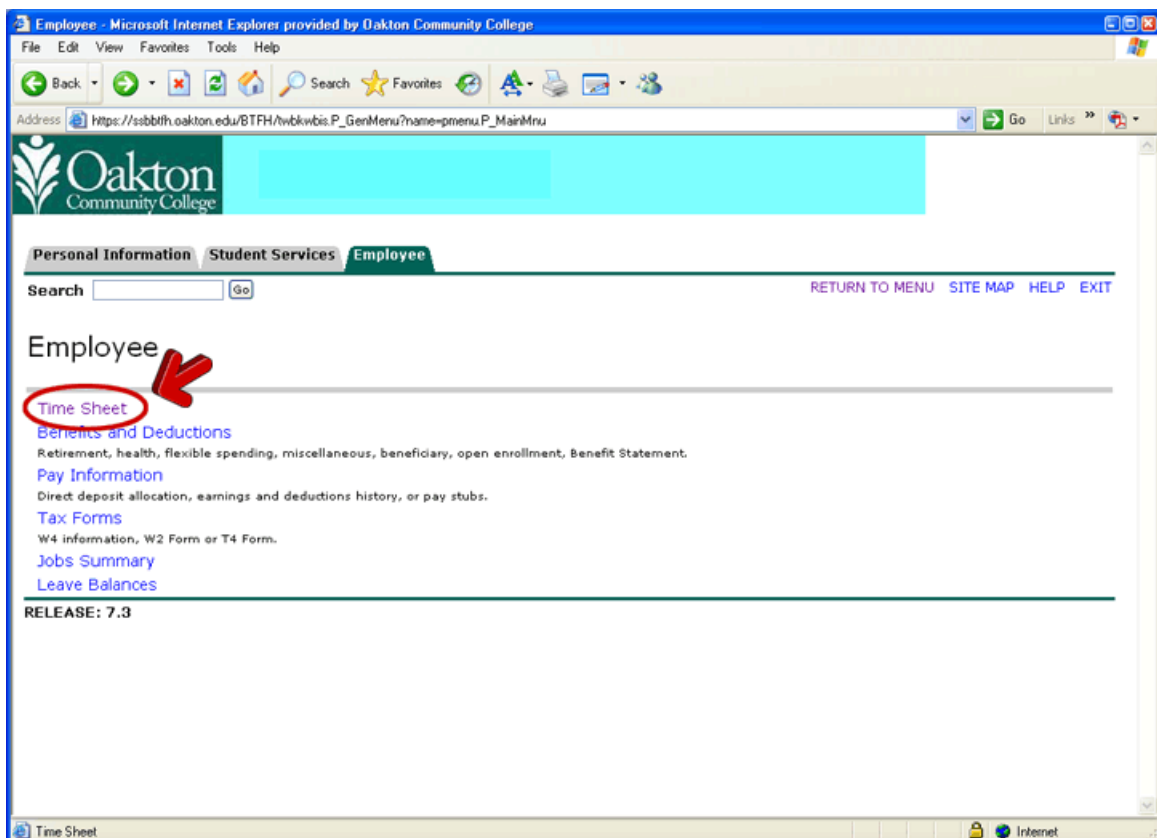 Employee - Microsoft Internet Explorer provided by Oakton Community College
File Edit View Favorites Tools Help
Back Search Favorites
Address https://ssbbtfh.oakton.edu/BTFH/twbkwbis.P_GenMenu?name=pmenu.P_MainMnu Go Links »
Oakton
Community College
Personal Information Student Services Employee
Search Go RETURN TO MENU SITE MAP HELP EXIT
Employee
Time Sheet
Benefits and Deductions
Retirement, health, flexible spending, miscellaneous, beneficiary, open enrollment, Benefit Statement.
Pay Information
Direct deposit allocation, earnings and deductions history, or pay stubs.
Tax Forms
W4 information, W2 Form or T4 Form.
Jobs Summary
Leave Balances
RELEASE: 7.3
Time Sheet Internet